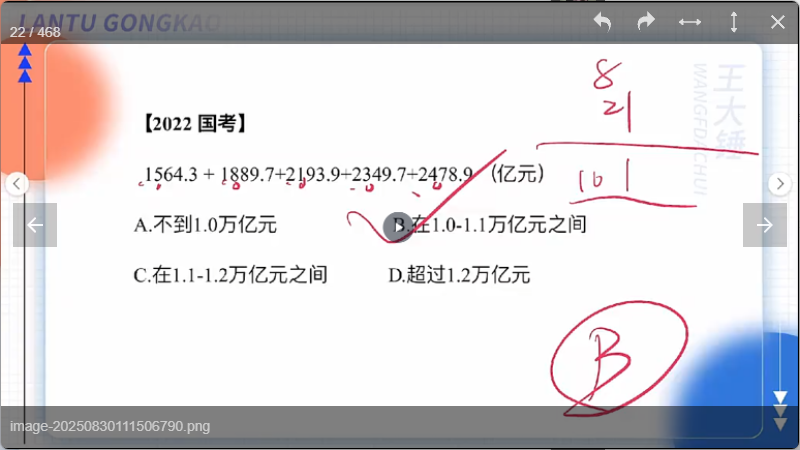 LANTU GONGKAO
22 / 468
8
21
王大锤
WANGDACHUI
【2022 国考】
1564.3 + 1889.7+2193.9+2349.7+2478.9 （亿元）
101
A.不到1.0万亿元 B.在1.0-1.1万亿元之间
C.在1.1-1.2万亿元之间 D.超过1.2万亿元
B
image-20250830111506790.png